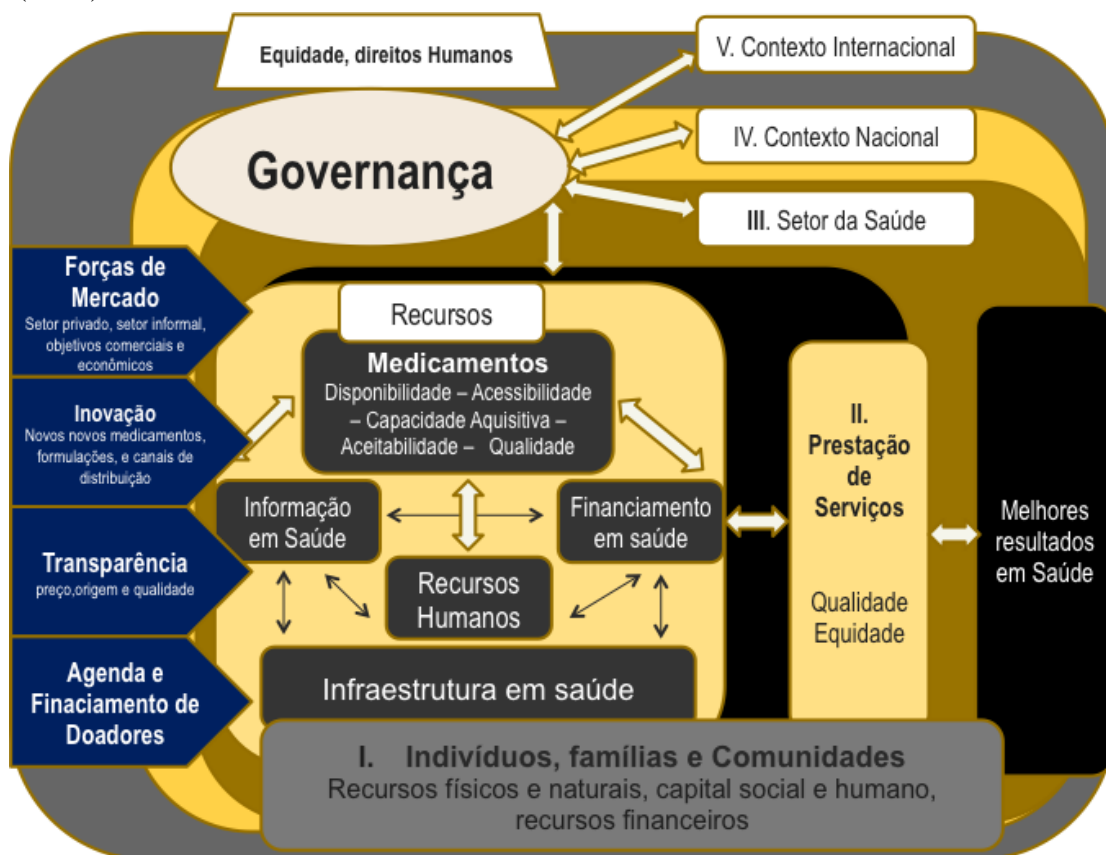 Equidade, direitos Humanos
V. Contexto Internacional
Governança
IV. Contexto Nacional
III. Setor da Saúde
Forças de
Mercado
Setor privado, setor informal,
objetivos comerciais e
econômicos
Inovação
Novos novos medicamentos,
formulações, e canais de
distribuição
Transparência
preço,origem e qualidade
Agenda e
Finaciamento de
Doadores
Recursos
Medicamentos
Disponibilidade – Acessibilidade
– Capacidade Aquisitiva –
Aceitabilidade – Qualidade
Informação
em Saúde
Financiamento
em saúde
Recursos
Humanos
Infraestrutura em saúde
I. Indivíduos, famílias e Comunidades
Recursos físicos e naturais, capital social e humano,
recursos financeiros
II.
Prestação
de
Serviços
Qualidade
Equidade
Melhores
resultados
em Saúde